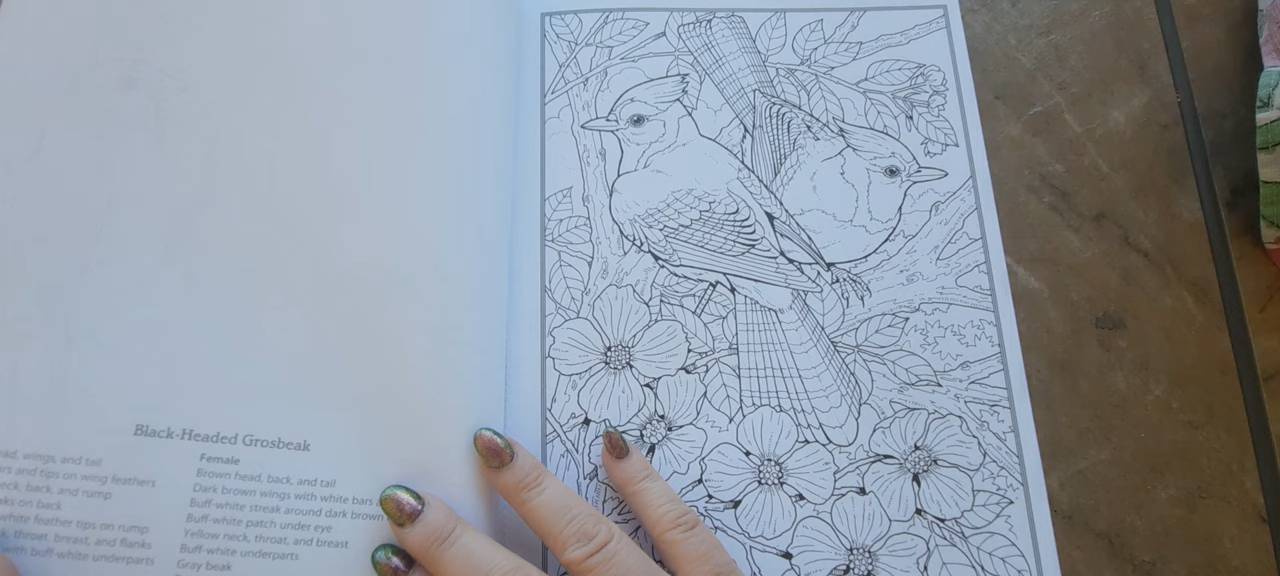 Black-Headed Grosbeak
ead, wings, and tail
rs and tips on wing feathers
neck, back, and rump
ks on back
white feather tips on rump
k, throat, breast, and flanks
with buff-white underparts
Female
Brown head, back, and tail
Dark brown wings with white bars
Buff-white streak around dark brown
Buff-white patch under eye
Yellow neck, throat, and breast
Buff-white underparts
Gray beak